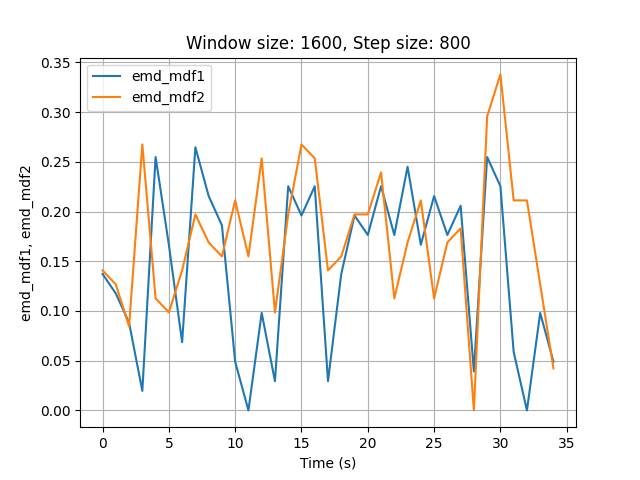 Window size: 1600, Step size: 800
emd_mdf1
emd_mdf2
0.35
0.30
0.25
0.20
0.15
0.10
0.05
0.00
emd_mdf1, emd_mdf2
0 5 10 15 20 25 30 35
Time (s)